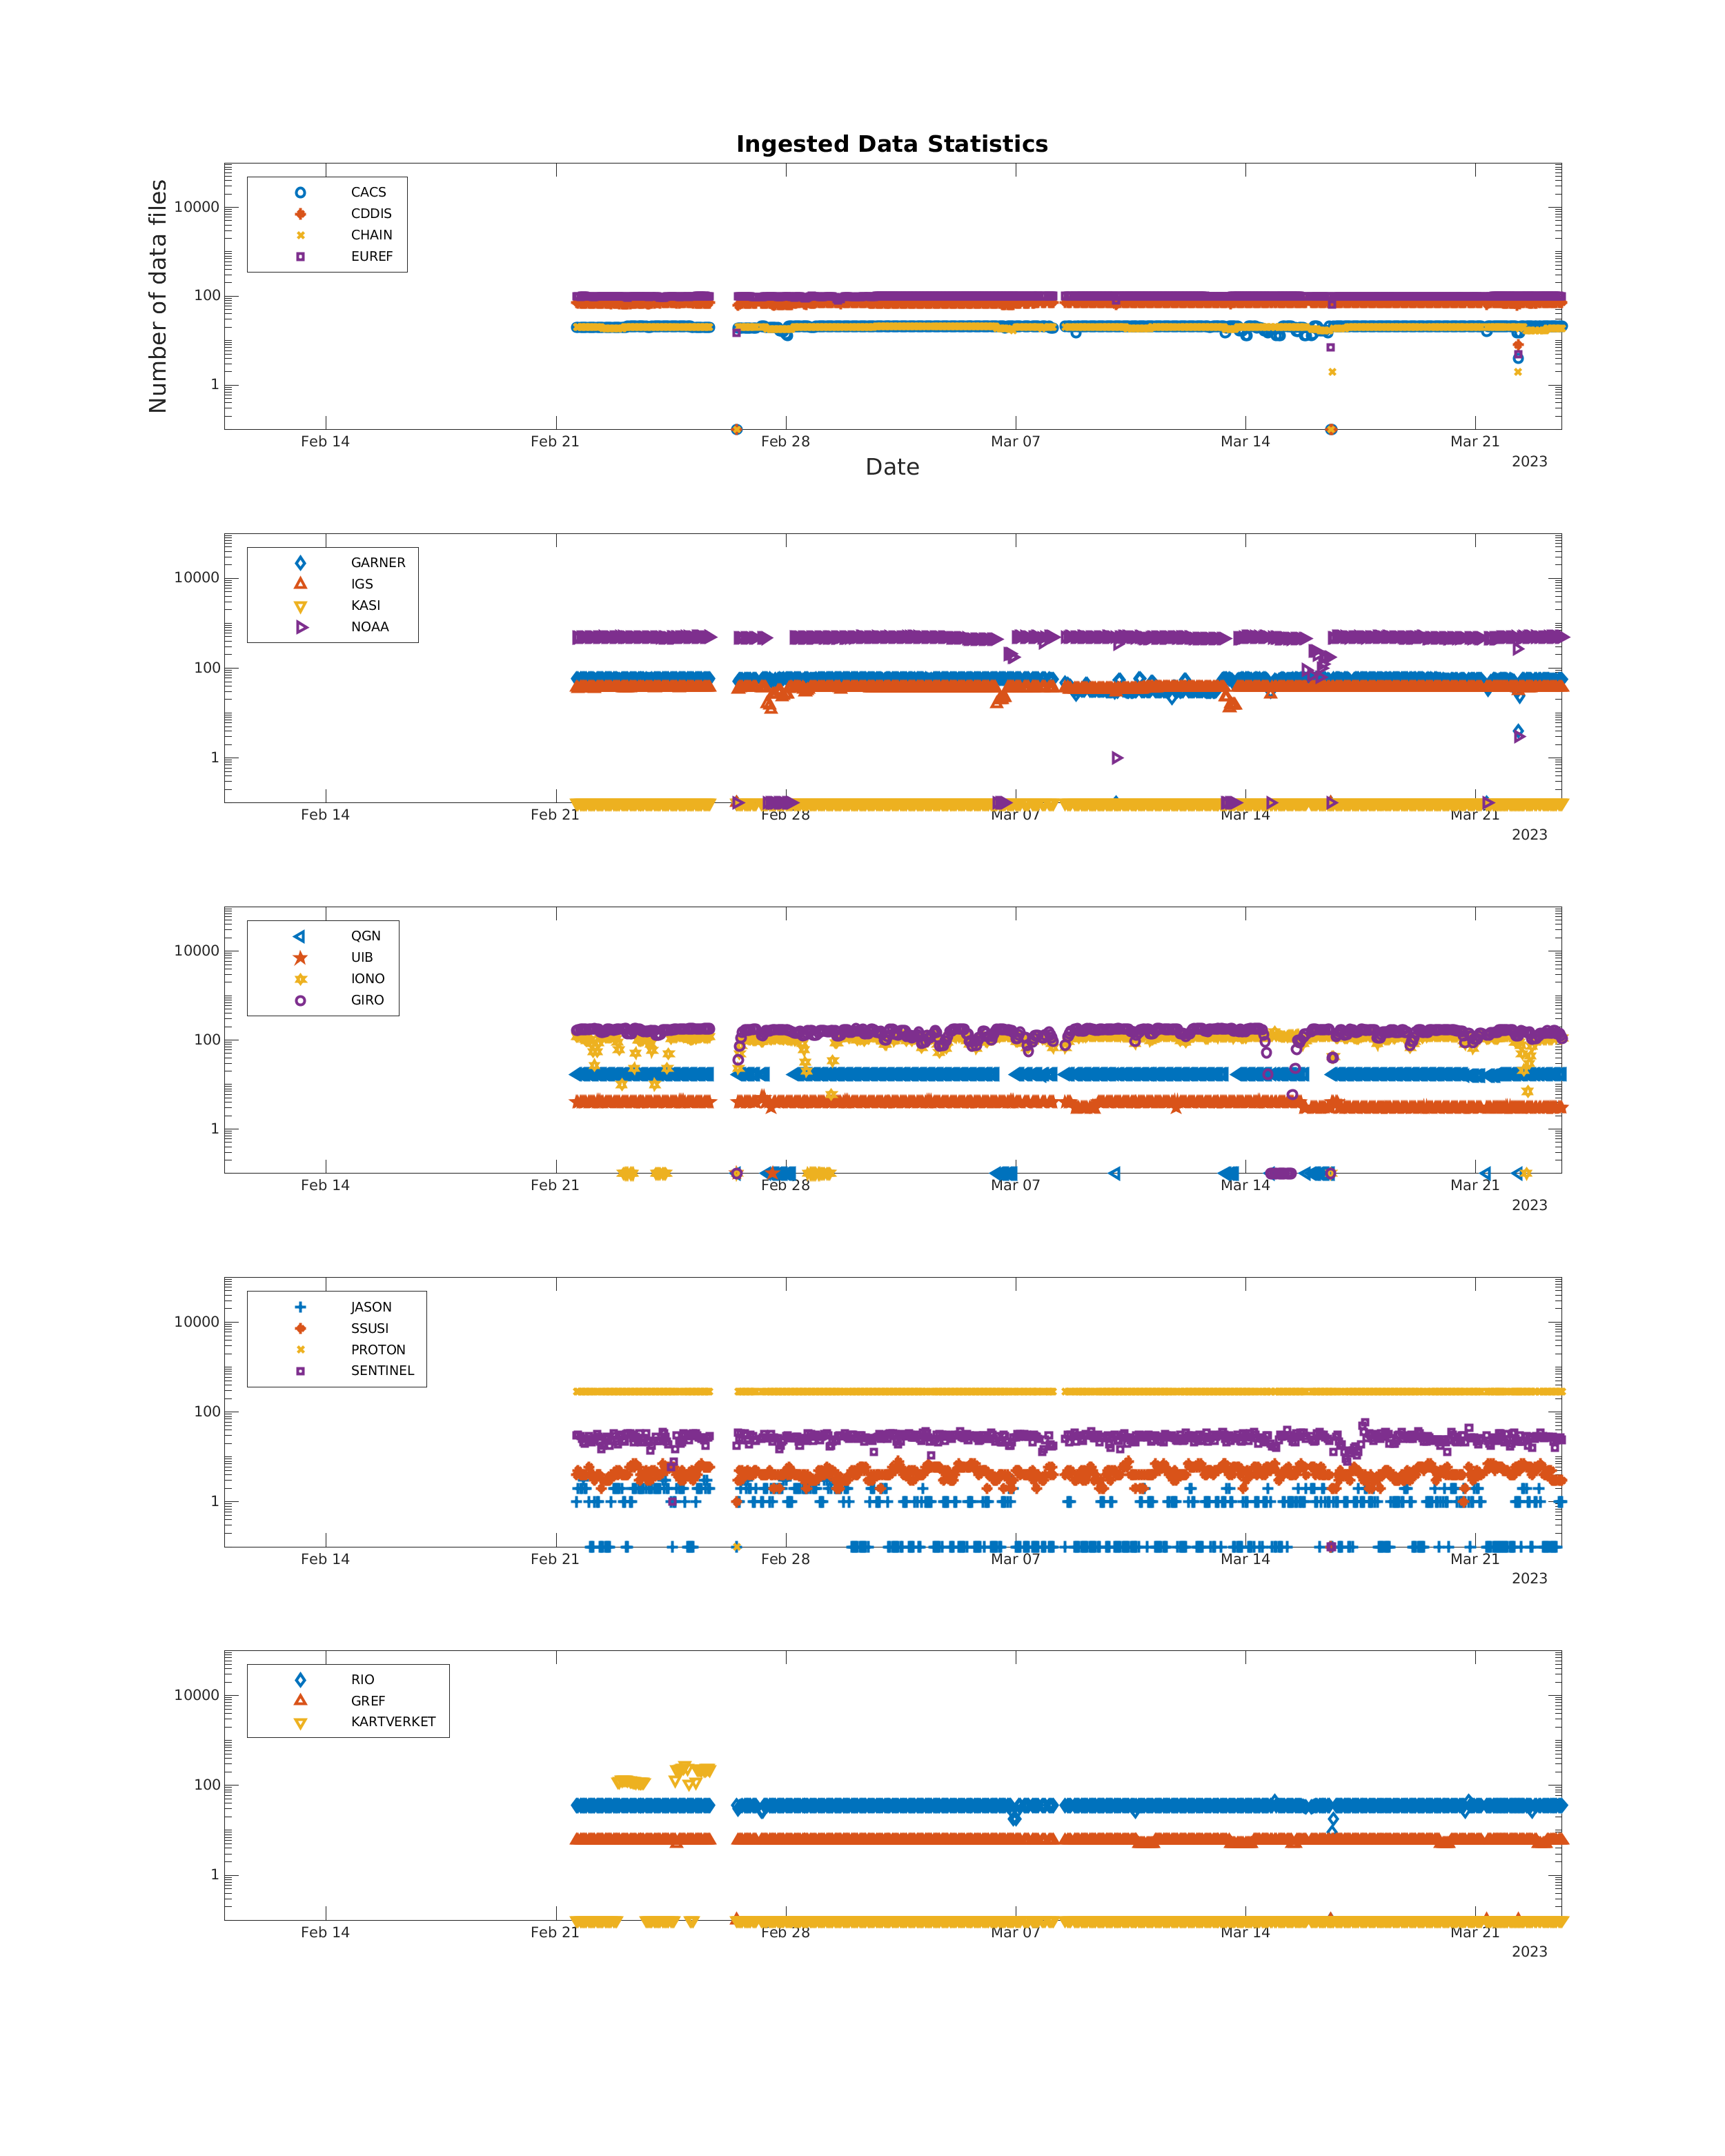 Ingested Data Statistics
Number of data files
CACS
CDDIS
CHAIN
EUREF
10000
100
1
Feb 14 Feb 21 Feb 28 Mar 07 Mar 14 Mar 21
2023
Date
GARNER
IGS
KASI
NOAA
10000
100
1
Feb 14 Feb 21 Feb 28 Mar 07 Mar 14 Mar 21
2023
QGN
UIB
IONO
GIRO
10000
100
1
Feb 14 Feb 21 Feb 28 Mar 07 Mar 14 Mar 21
2023
JASON
SSUSI
PROTON
SENTINEL
10000
100
1
Feb 14 Feb 21 Feb 28 Mar 07 Mar 14 Mar 21
2023
RIO
GREF
KARTVERKET
10000
100
1
Feb 14 Feb 21 Feb 28 Mar 07 Mar 14 Mar 21
2023